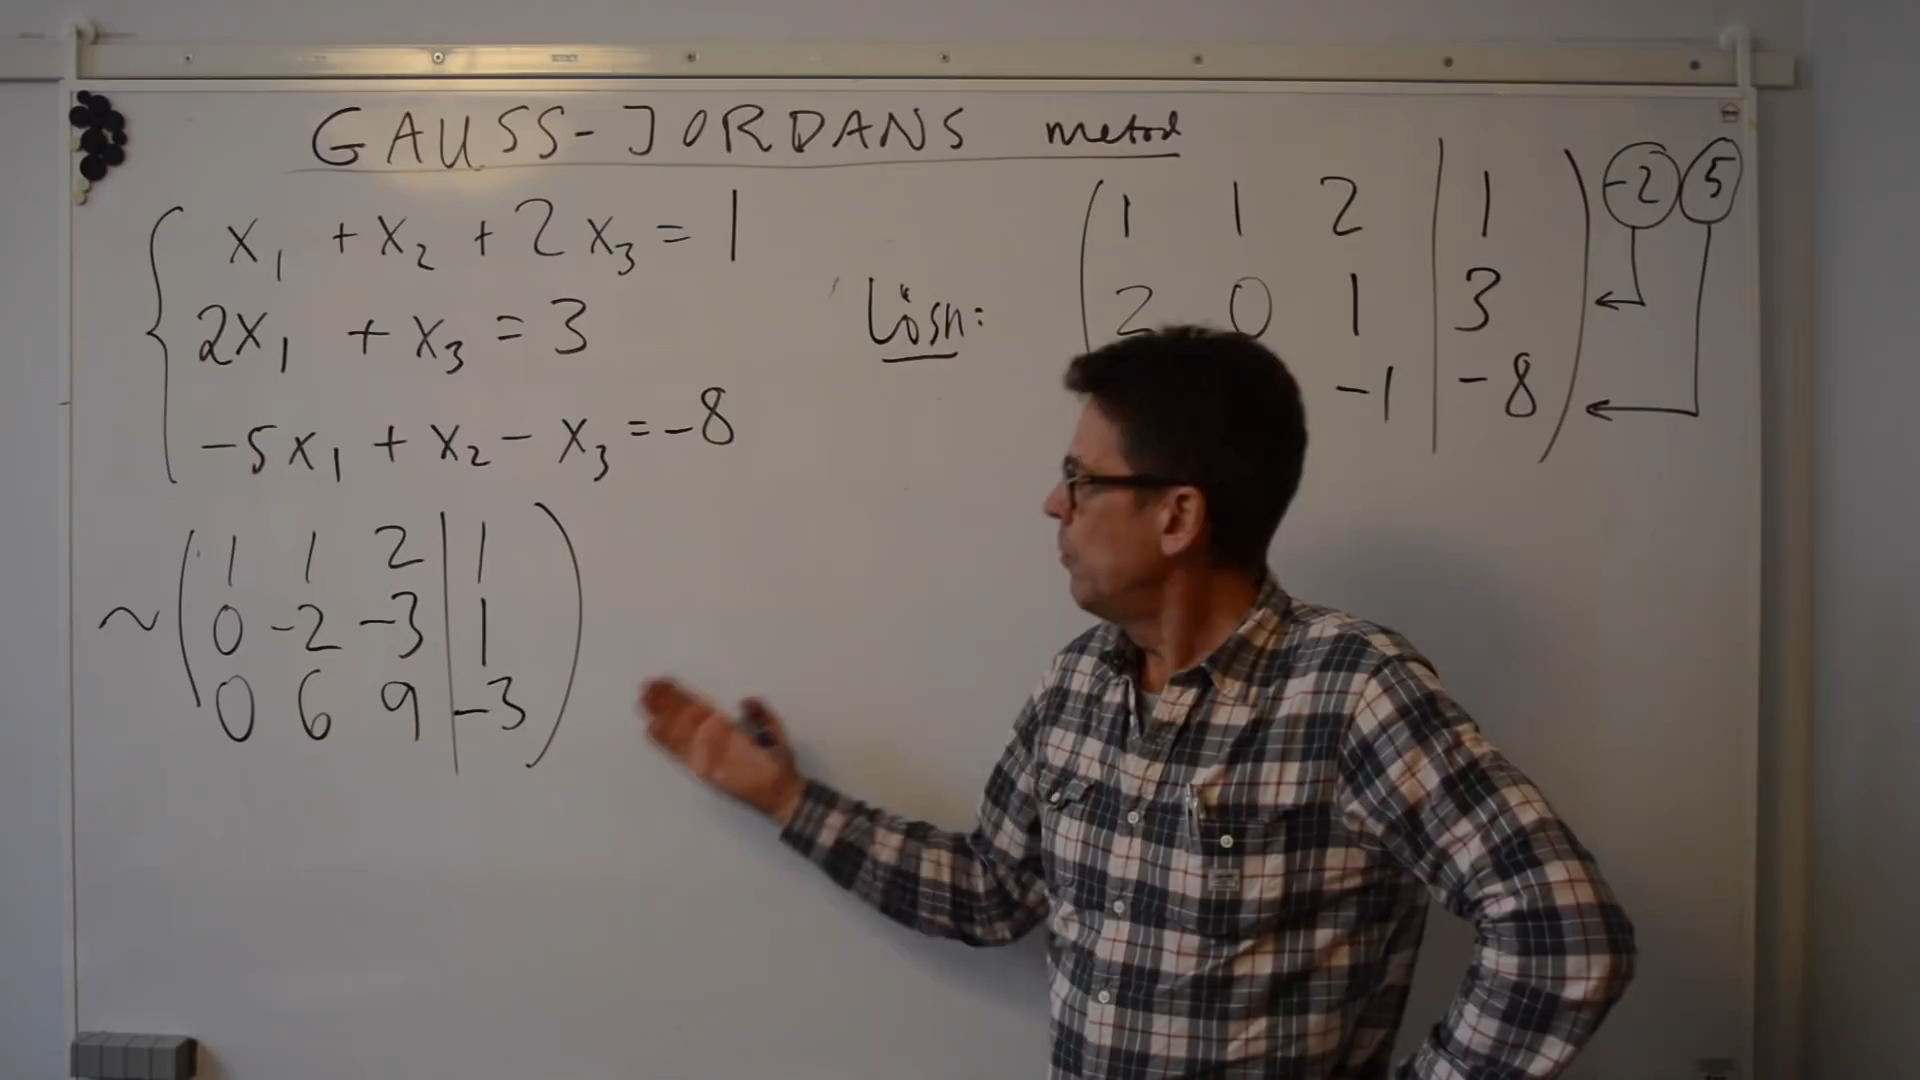 GAUSS-JORDANS metod
x₁ + x₂ + 2x₃ = 1
2x₁ + x₃ = 3
-5x₁ + x₂ - x₃ = -8
Lösn:
( 1 1 2 | 1 ) -2 5
2 0 1 | 3
-1 | -8
~ ( 1 1 2 | 1 )
0 -2 -3 | 1
0 6 9 | -3